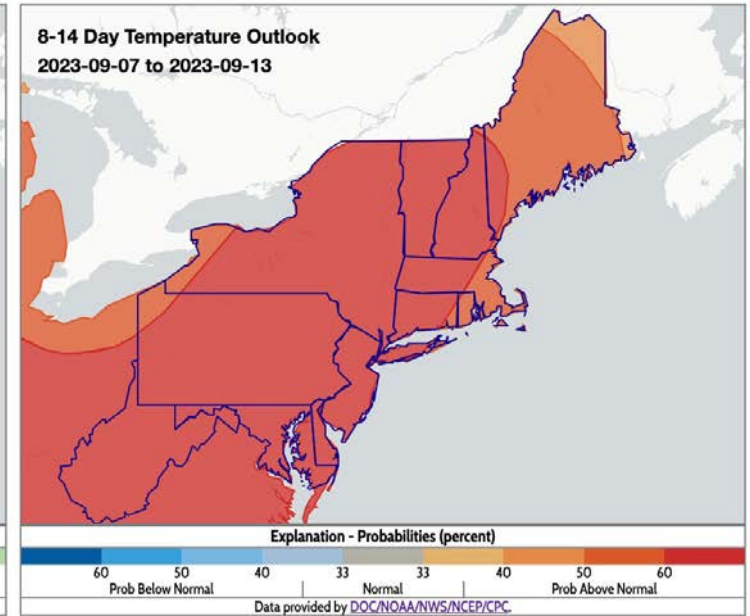 8-14 Day Temperature Outlook
2023-09-07 to 2023-09-13
Explanation - Probabilities (percent)
60 50 40 33 33 40 50 60
Prob Below Normal Normal Prob Above Normal
Data provided by DOC/NOAA/NWS/NCEP/CPC.